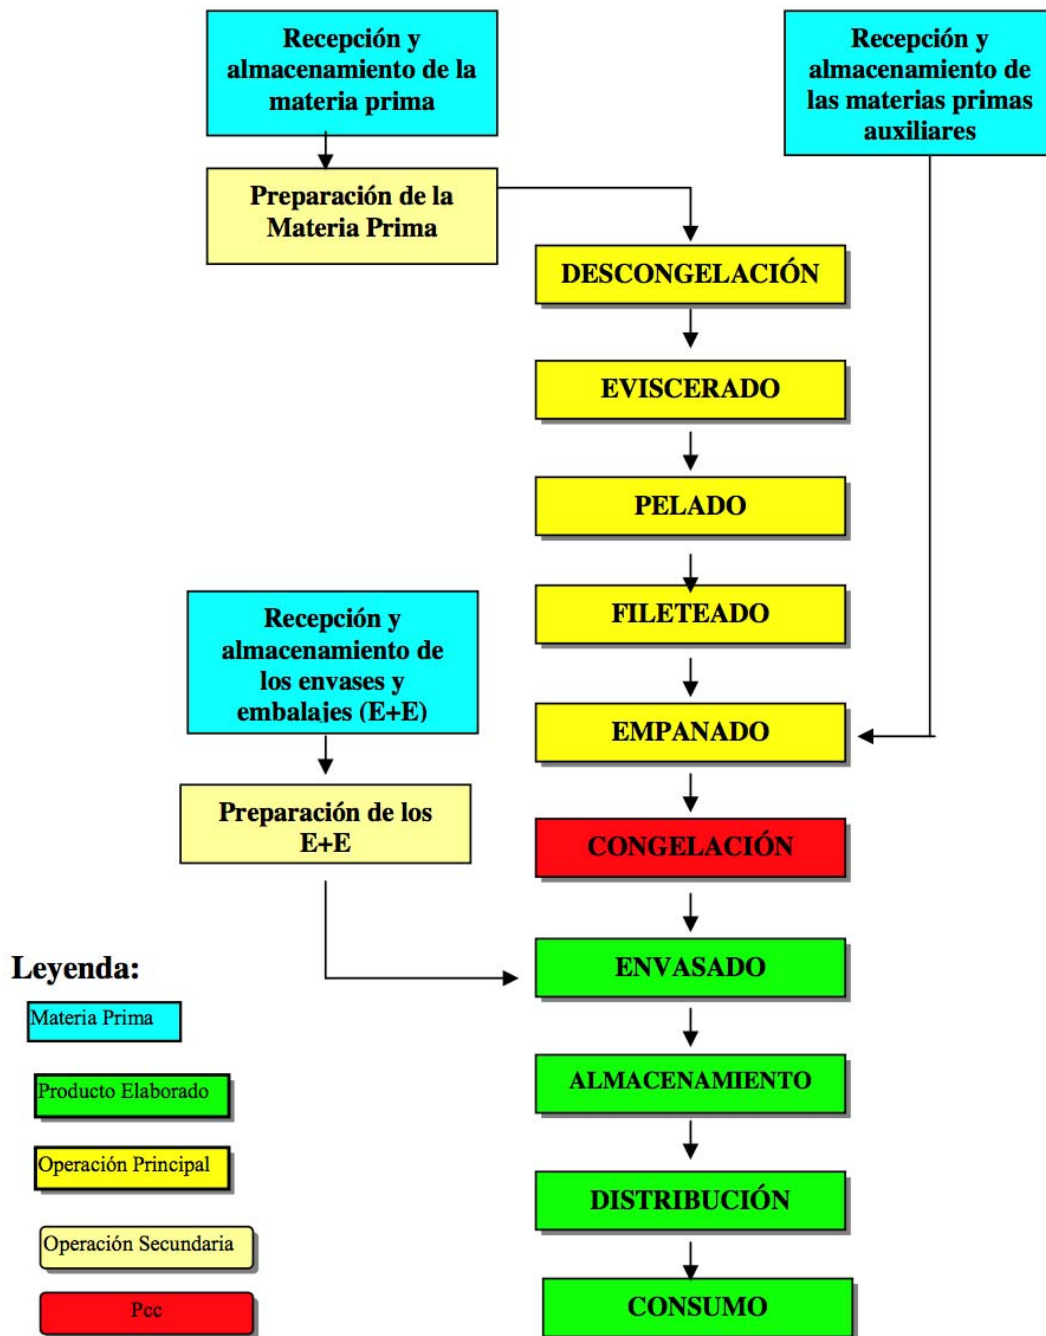 Recepción y
almacenamiento de la
materia prima
Recepción y
almacenamiento de
las materias primas
auxiliares
Preparación de la
Materia Prima
DESCONGELACIÓN
EVISCERADO
PELADO
FILETEADO
Recepción y
almacenamiento de
los envases y
embalajes (E+E)
EMPANADO
Preparación de los
E+E
CONGELACIÓN
ENVASADO
Leyenda:
Materia Prima
Producto Elaborado
Operación Principal
Operación Secundaria
Pcc
ALMACENAMIENTO
DISTRIBUCIÓN
CONSUMO